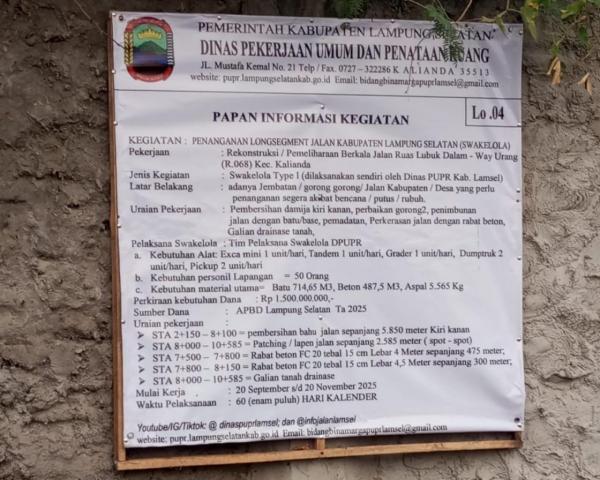 PEMERINTAH KABUPATEN LAMPUNG SELATAN
DINAS PEKERJAAN UMUM DAN PENATAAN RUANG
JL. Mustafa Kemal No. 21 Telp / Fax. 0727 – 322286 K ALIANDA 35513
website: pupr.lampungselatankab.go.id Email: bidangbinamargapuprlamsel@gmail.com
Lo .04
PAPAN INFORMASI KEGIATAN
KEGIATAN : PENANGANAN LONGSEGMENT JALAN KABUPATEN LAMPUNG SELATAN (SWAKELOLA)
Pekerjaan : Rekonstruksi / Pemeliharaan Berkala Jalan Ruas Lubuk Dalam - Way Urang
(R.068) Kec. Kalianda
Jenis Kegiatan : Swakelola Type I (dilaksanakan sendiri oleh Dinas PUPR Kab. Lamsel)
Latar Belakang : adanya Jembatan / gorong gorong/ Jalan Kabupaten / Desa yang perlu
penanganan segera akibat bencana / putus / rubuh.
Uraian Pekerjaan : Pembersihan damija kiri kanan, perbaikan gorong2, penimbunan
jalan dengan batu/base, pemadatan, Perkerasan jalan dengan rabat beton,
Galian drainase tanah,
Pelaksana Swakelola : Tim Pelaksana Swakelola DPUPR
a. Kebutuhan Alat: Exca mini 1 unit/hari, Tandem 1 unit/hari, Grader 1 unit/hari, Dumptruk 2
unit/hari, Pickup 2 unit/hari
b. Kebutuhan personil Lapangan = 50 Orang
c. Kebutuhan material utama= Batu 714,65 M3, Beton 487,5 M3, Aspal 5.565 Kg
Perkiraan kebutuhan Dana : Rp 1.500.000.000,-
Sumber Dana : APBD Lampung Selatan Ta 2025
Uraian pekerjaan :
➢ STA 2+150 – 8+100 = pembersihan bahu jalan sepanjang 5.850 meter Kiri kanan
➢ STA 8+000 – 10+585 = Patching / lapen jalan sepanjang 2.585 meter ( spot - spot)
➢ STA 7+500 – 7+800 = Rabat beton FC 20 tebal 15 cm Lebar 4 Meter sepanjang 475 meter;
➢ STA 7+800 – 8+150 = Rabat beton FC 20 tebal 15 cm Lebar 4,5 Meter sepanjang 300 meter;
➢ STA 8+000 – 10+585 = Galian tanah drainase
Mulai Kerja : 20 September s/d 20 November 2025
Waktu Pelaksanaan : 60 (enam puluh) HARI KALENDER
Youtube/IG/Tiktok: @ dinaspuprlamsel; dan @infojalanlamsel
website: pupr.lampungselatankab.go.id Email: bidangbinamargapuprlamsel@gmail.com